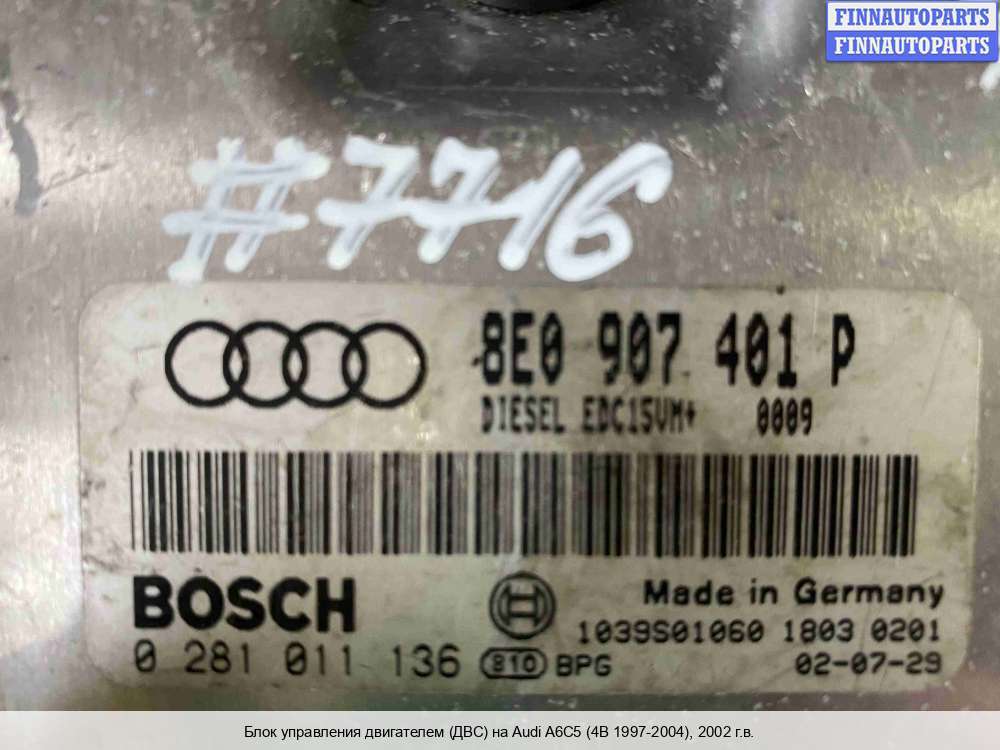 FINNAUTOPARTS
FINNAUTOPARTS
#7716
8E0 907 401 P
DIESEL EDC15VM+ 0009
BOSCH
Made in Germany
1039S01060 1803 0201
0 281 011 136 810 BPG 02-07-29
Блок управления двигателем (ДВС) на Audi A6C5 (4B 1997-2004), 2002 г.в.